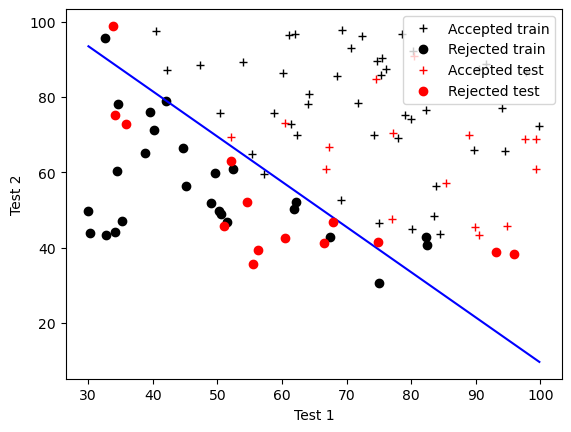 100
80
60
40
20
Test 2
30
40
50
60
70
80
90
100
Test 1
Accepted train
Rejected train
Accepted test
Rejected test